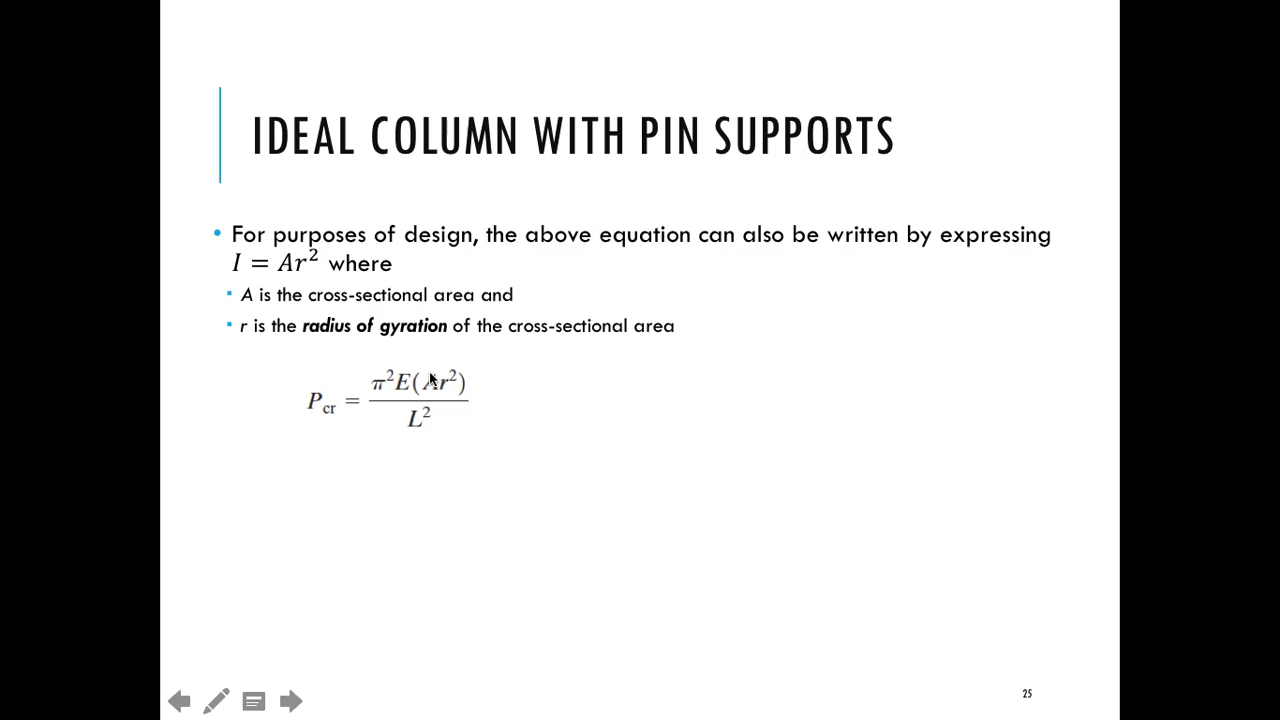 IDEAL COLUMN WITH PIN SUPPORTS
• For purposes of design, the above equation can also be written by expressing
I = Ar² where
▪ A is the cross-sectional area and
▪ r is the radius of gyration of the cross-sectional area
P_cr = π²E(Ar²) / L²
25